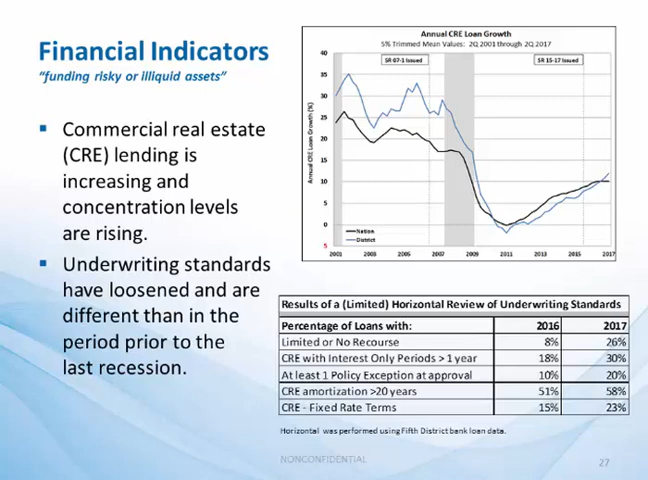 Financial Indicators
"funding risky or illiquid assets"
▪ Commercial real estate
(CRE) lending is
increasing and
concentration levels
are rising.
▪ Underwriting standards
have loosened and are
different than in the
period prior to the
last recession.
Annual CRE Loan Growth
5% Trimmed Mean Values: 2Q 2001 through 2Q 2017
SR 07-1 Issued
SR 15-17 Issued
Annual CRE Loan Growth (%)
40
35
30
25
20
15
10
5
0
5
Nation
District
2001 2003 2005 2007 2009 2011 2013 2015 2017
Results of a (Limited) Horizontal Review of Underwriting Standards
Percentage of Loans with: 2016 2017
Limited or No Recourse 8% 26%
CRE with Interest Only Periods > 1 year 18% 30%
At least 1 Policy Exception at approval 10% 20%
CRE amortization >20 years 51% 58%
CRE - Fixed Rate Terms 15% 23%
Horizontal was performed using Fifth District bank loan data.
NONCONFIDENTIAL
27